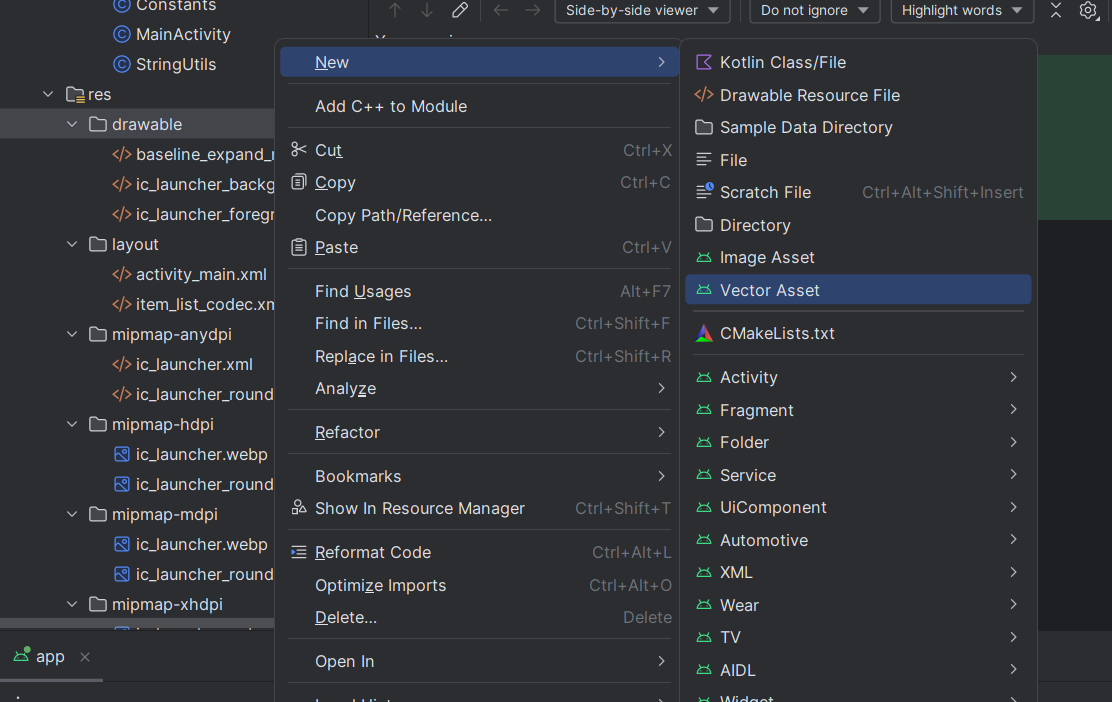 Constants
MainActivity
StringUtils
res
drawable
baseline_expand_
ic_launcher_backg
ic_launcher_foregr
layout
activity_main.xml
item_list_codec.xm
mipmap-anydpi
ic_launcher.xml
ic_launcher_round
mipmap-hdpi
ic_launcher.webp
ic_launcher_round
mipmap-mdpi
ic_launcher.webp
ic_launcher_round
mipmap-xhdpi
app
Side-by-side viewer
Do not ignore
Highlight words
New
Add C++ to Module
Cut Ctrl+X
Copy Ctrl+C
Copy Path/Reference...
Paste Ctrl+V
Find Usages Alt+F7
Find in Files... Ctrl+Shift+F
Replace in Files... Ctrl+Shift+R
Analyze
Refactor
Bookmarks
Show In Resource Manager Ctrl+Shift+T
Reformat Code Ctrl+Alt+L
Optimize Imports Ctrl+Alt+O
Delete... Delete
Open In
Kotlin Class/File
Drawable Resource File
Sample Data Directory
File
Scratch File Ctrl+Alt+Shift+Insert
Directory
Image Asset
Vector Asset
CMakeLists.txt
Activity
Fragment
Folder
Service
UiComponent
Automotive
XML
Wear
TV
AIDL
Widget